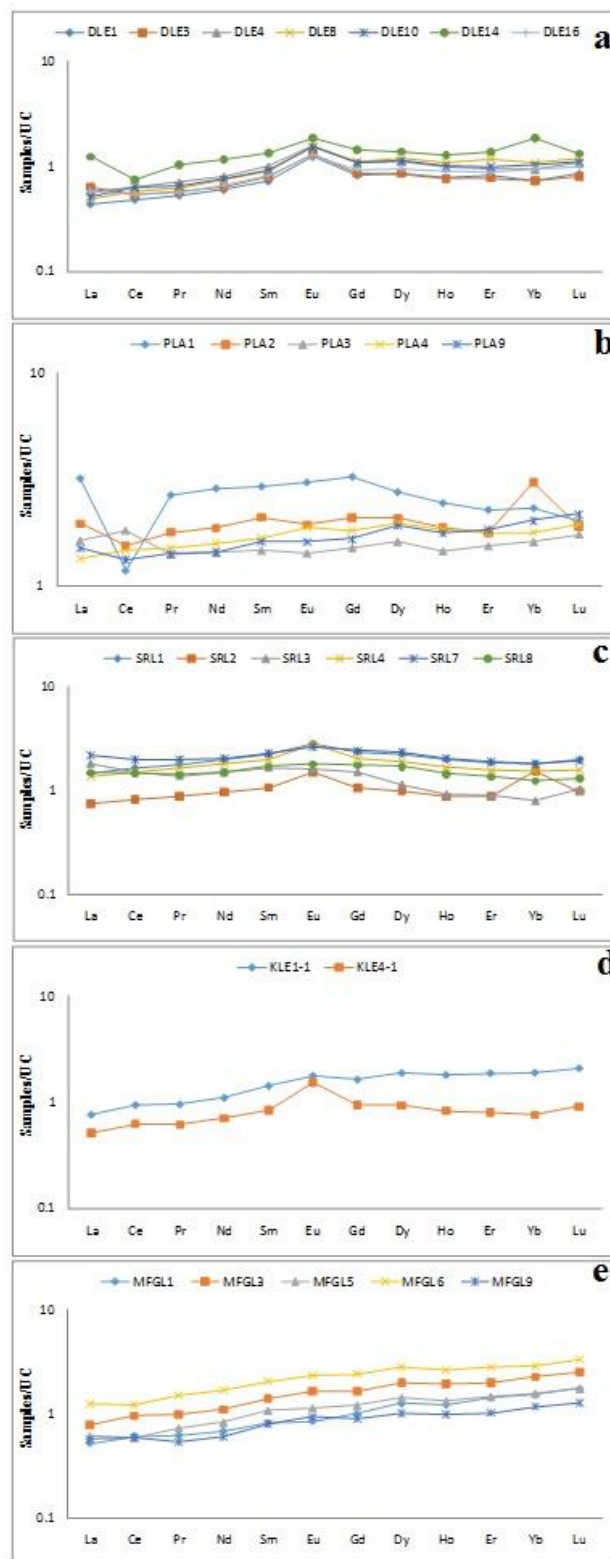 DLE1 DLE3 DLE4 DLE8 DLE10 DLE14 DLE16
a
10
1
0.1
Samples/UC
La Ce Pr Nd Sm Eu Gd Dy Ho Er Yb Lu
PLA1 PLA2 PLA3 PLA4 PLA9
b
10
1
Samples/UC
La Ce Pr Nd Sm Eu Gd Dy Ho Er Yb Lu
SRL1 SRL2 SRL3 SRL4 SRL7 SRL8
c
10
1
0.1
Samples/UC
La Ce Pr Nd Sm Eu Gd Dy Ho Er Yb Lu
KLE1-1 KLE4-1
d
10
1
0.1
Samples/UC
La Ce Pr Nd Sm Eu Gd Dy Ho Er Yb Lu
MFGL1 MFGL3 MFGL5 MFGL6 MFGL9
e
10
1
0.1
Samples/UC
La Ce Pr Nd Sm Eu Gd Dy Ho Er Yb Lu